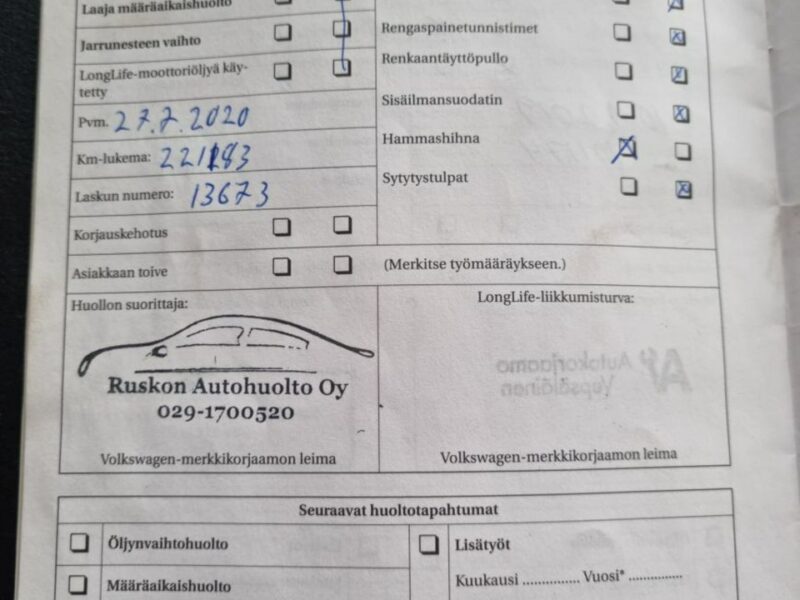 Laaja määräaikaishuolto
Jarrunesteen vaihto
LongLife-moottoriöljyä käy-
tetty
Pvm. 27.7.2020
Km-lukema: 221183
Laskun numero: 13673
Korjauskehotus
Asiakkaan toive
Rengaspainetunnistimet
Renkaantäyttöpullo
Sisäilmansuodatin
Hammashihna
Sytytystulpat
(Merkitse työmääräykseen.)
Huollon suorittaja:
Ruskon Autohuolto Oy
029-1700520
Volkswagen-merkkikorjaamon leima
LongLife-liikkumisturva:
Volkswagen-merkkikorjaamon leima
Seuraavat huoltotapahtumat
Öljynvaihtohuolto
Määräaikaishuolto
Lisätyöt
Kuukausi .............. Vuosi* ..............